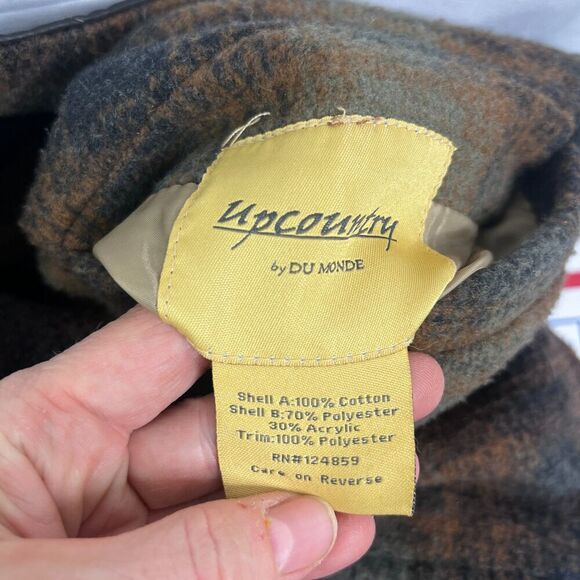 Upcountry
by DU MONDE
Shell A:100% Cotton
Shell B:70% Polyester
30% Acrylic
Trim:100% Polyester
RN#124859
Care on Reverse